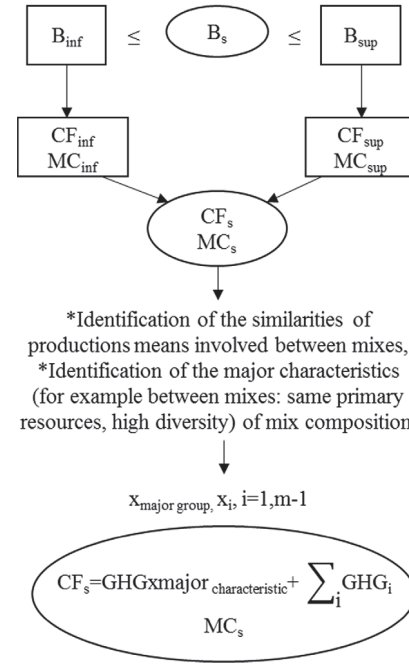 B_inf ≤ B_s ≤ B_sup
CF_inf CF_sup
MC_inf MC_sup
CF_s
MC_s
*Identification of the similarities of
productions means involved between mixes,
*Identification of the major characteristics
(for example between mixes: same primary
resources, high diversity) of mix composition
x_major group, x_i, i=1,m-1
CF_s=GHGxmajor_characteristic+ ∑_i GHG_i
MC_s